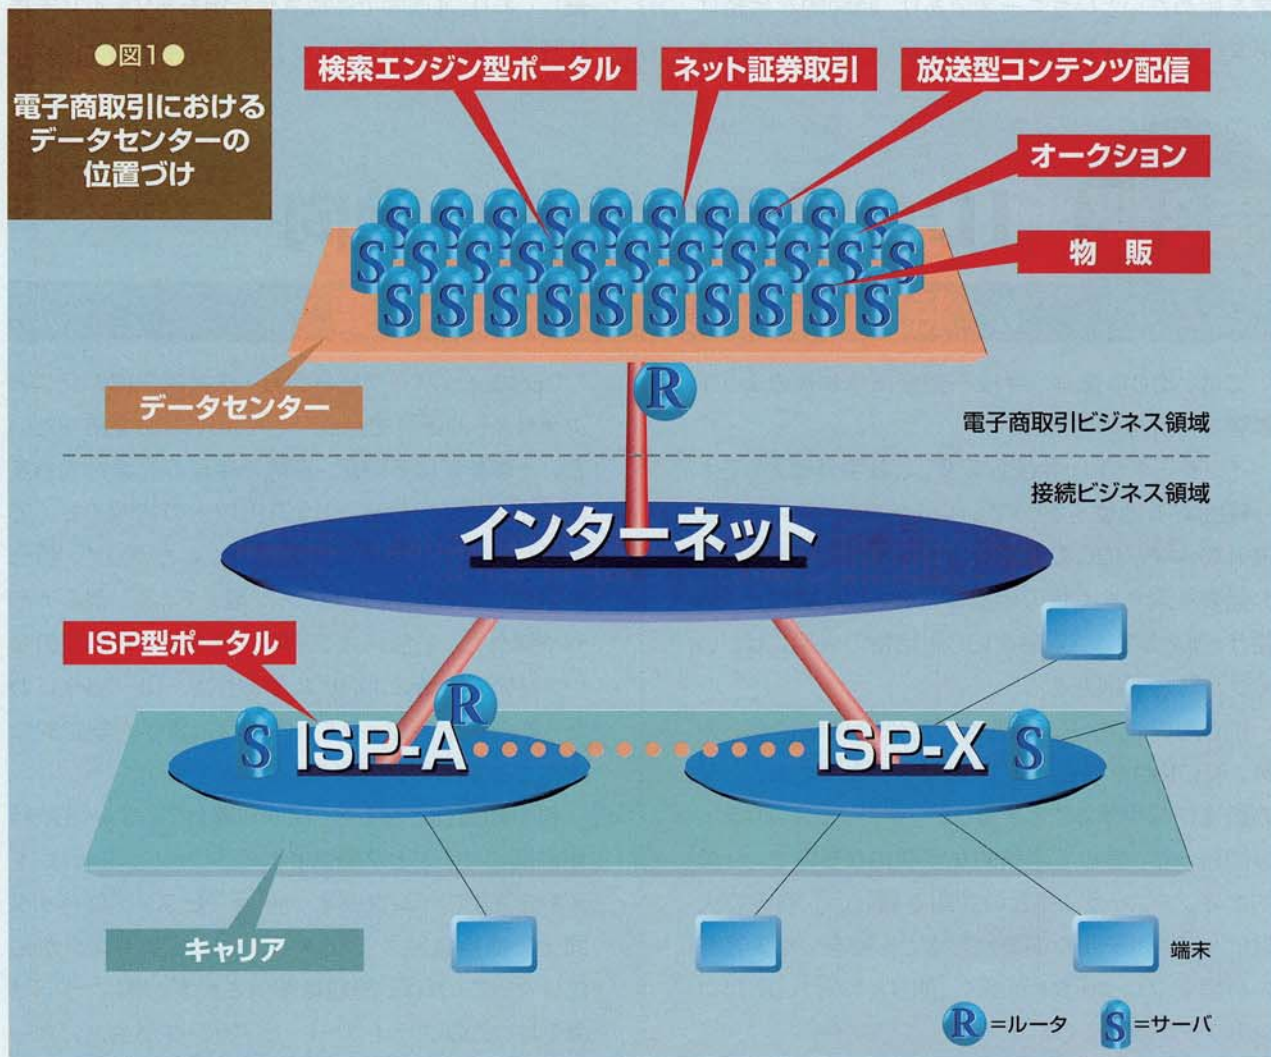 ●図1●
電子商取引における
データセンターの
位置づけ
検索エンジン型ポータル
ネット証券取引
放送型コンテンツ配信
オークション
物 販
S S S S S S S S S S
S S S S S S S S S S S
S S S S S S S S S S
データセンター
R
電子商取引ビジネス領域
接続ビジネス領域
インターネット
ISP型ポータル
R
S ISP-A
ISP-X S
キャリア
端末
R=ルータ S=サーバ